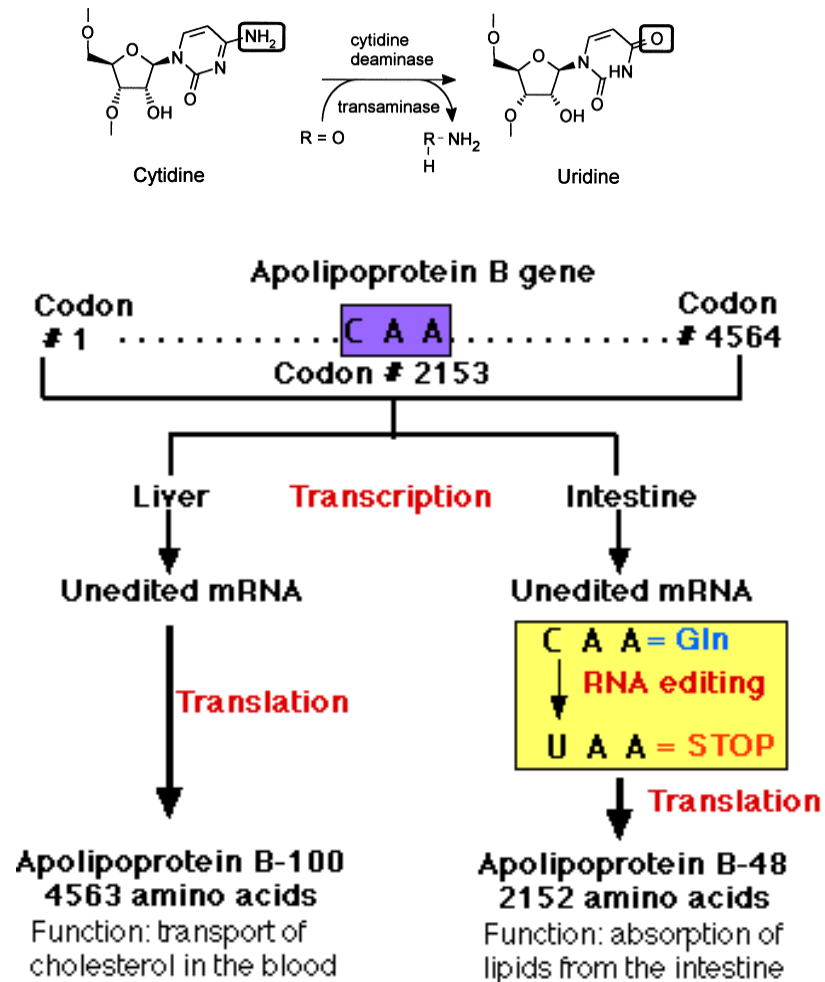 O
NH2
O
N
N
O
OH
O
Cytidine
cytidine
deaminase
transaminase
R = O
R - NH2
H
O
O
O
N
HN
O
OH
O
Uridine
Apolipoprotein B gene
Codon
# 1
C A A
Codon
# 4564
Codon # 2153
Liver
Transcription
Intestine
Unedited mRNA
Unedited mRNA
C A A = Gln
RNA editing
U A A = STOP
Translation
Translation
Apolipoprotein B-100
4563 amino acids
Function: transport of
cholesterol in the blood
Apolipoprotein B-48
2152 amino acids
Function: absorption of
lipids from the intestine